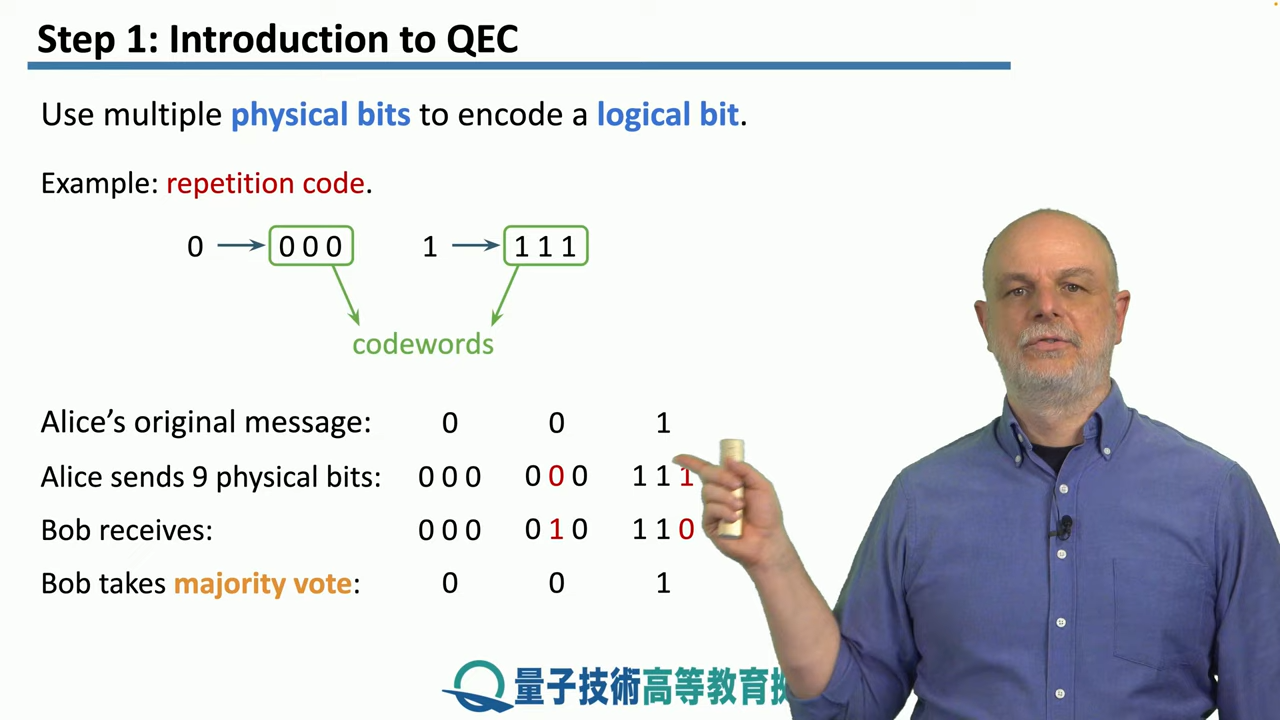 Step 1: Introduction to QEC
Use multiple physical bits to encode a logical bit.
Example: repetition code.
0 → 0 0 0 1 → 1 1 1
codewords
Alice’s original message: 0 0 1
Alice sends 9 physical bits: 0 0 0 0 0 0 1 1 1
Bob receives: 0 0 0 0 1 0 1 1 0
Bob takes majority vote: 0 0 1
量子技術高等教育